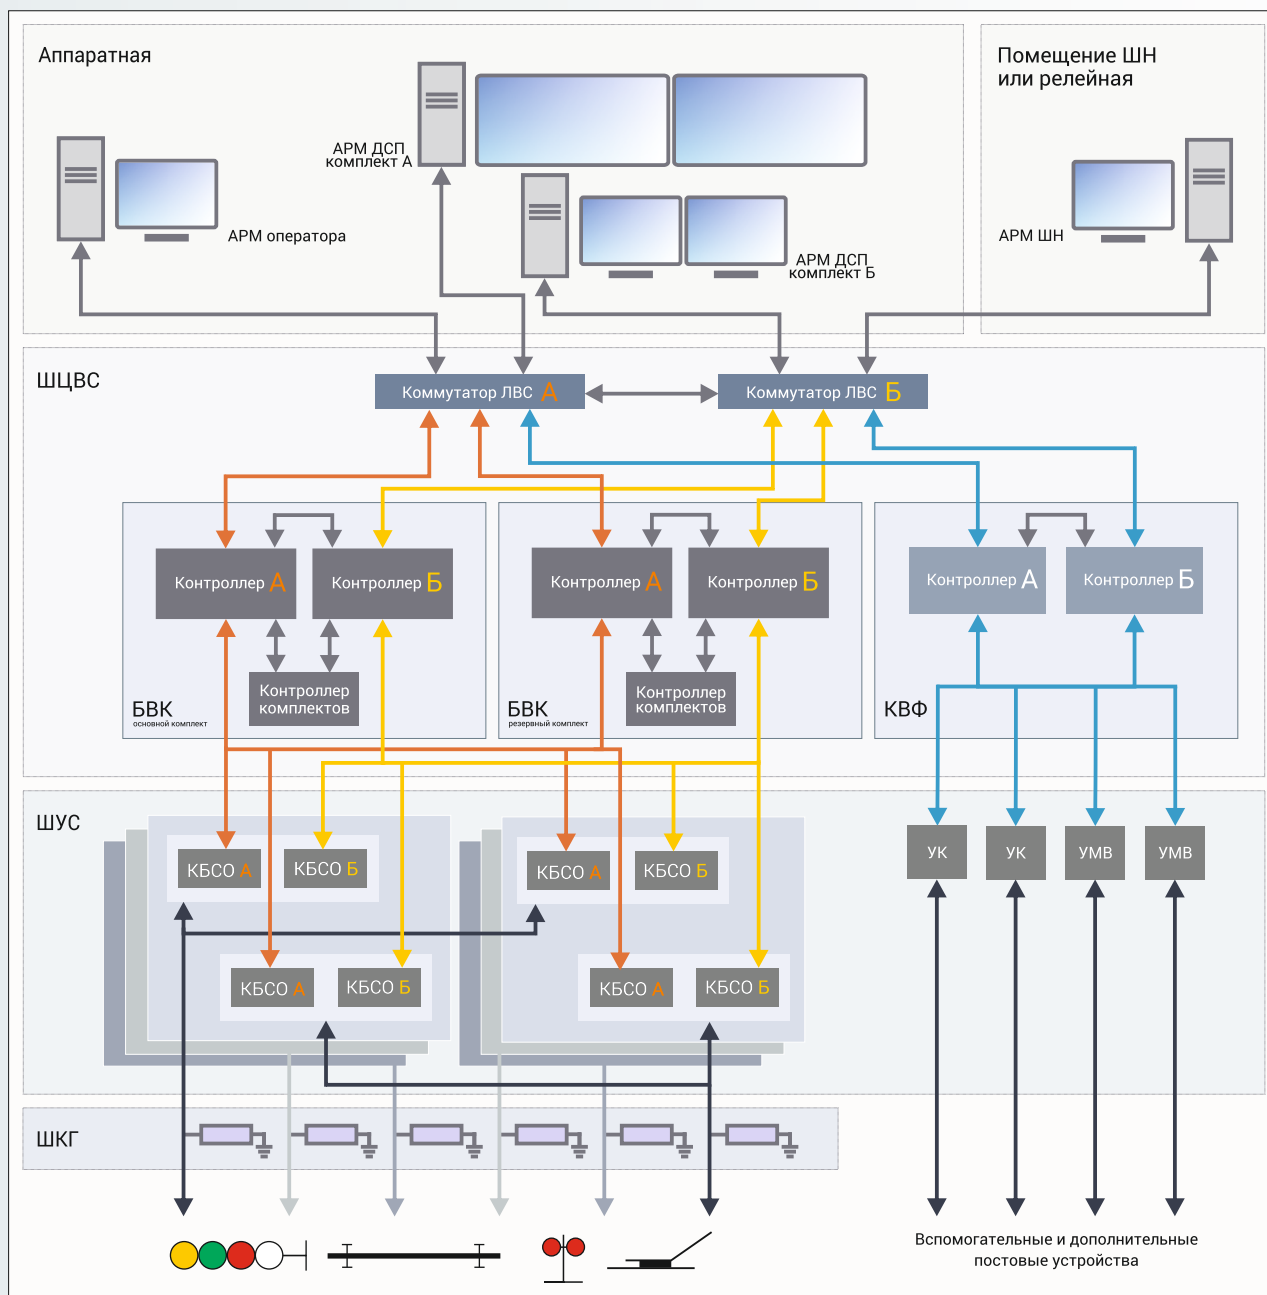 Аппаратная
Помещение ШН
или релейная
АРМ ДСП
комплект А
АРМ оператора
АРМ ДСП
комплект Б
АРМ ШН
ШЦВС
Коммутатор ЛВС А
Коммутатор ЛВС Б
Контроллер А
Контроллер Б
Контроллер А
Контроллер Б
Контроллер А
Контроллер Б
Контроллер
комплектов
Контроллер
комплектов
БВК
основной комплект
БВК
резервный комплект
КВФ
ШУС
КБСО А
КБСО Б
КБСО А
КБСО Б
УК
УК
УМВ
УМВ
КБСО А
КБСО Б
КБСО А
КБСО Б
ШКГ
Вспомогательные и дополнительные
постовые устройства